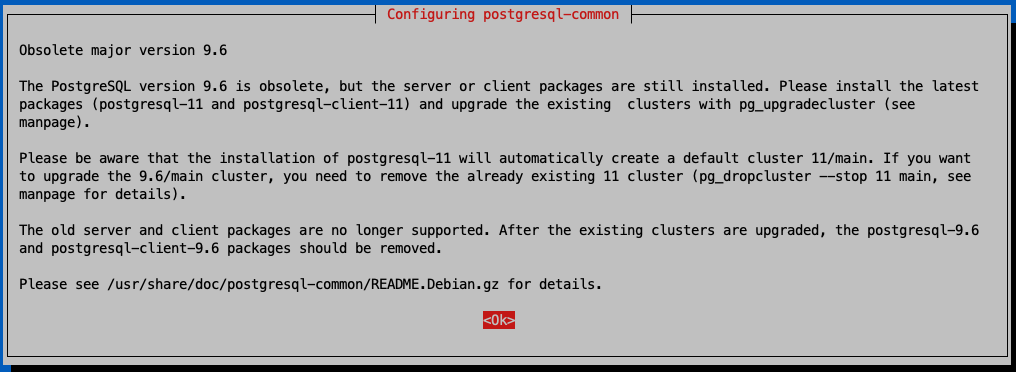 Configuring postgresql-common
Obsolete major version 9.6
The PostgreSQL version 9.6 is obsolete, but the server or client packages are still installed. Please install the latest
packages (postgresql-11 and postgresql-client-11) and upgrade the existing  clusters with pg_upgradecluster (see
manpage).
Please be aware that the installation of postgresql-11 will automatically create a default cluster 11/main. If you want
to upgrade the 9.6/main cluster, you need to remove the already existing 11 cluster (pg_dropcluster --stop 11 main, see
manpage for details).
The old server and client packages are no longer supported. After the existing clusters are upgraded, the postgresql-9.6
and postgresql-client-9.6 packages should be removed.
Please see /usr/share/doc/postgresql-common/README.Debian.gz for details.
<Ok>